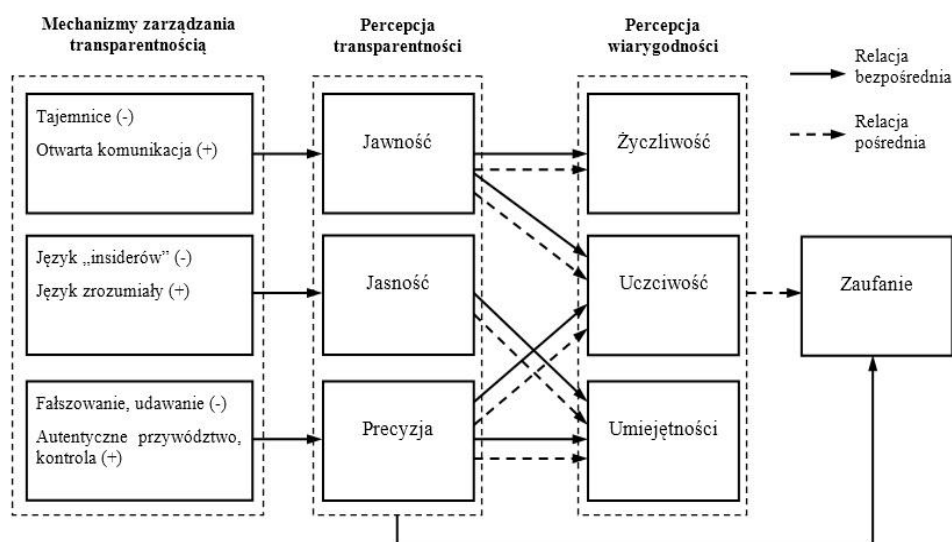 Mechanizmy zarządzania
transparentnością
Percepcja
transparentności
Percepcja
wiarygodności
Relacja
bezpośrednia
Relacja
pośrednia
Tajemnice (-)
Otwarta komunikacja (+)
Jawność
Życzliwość
Język „insiderów” (-)
Język zrozumiały (+)
Jasność
Uczciwość
Zaufanie
Fałszowanie, udawanie (-)
Autentyczne przywództwo,
kontrola (+)
Precyzja
Umiejętności